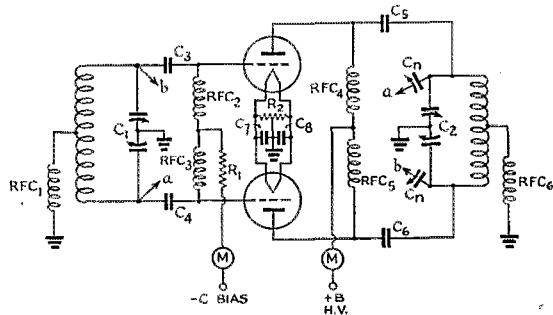 C5
C3
b
Cn
a
RFC2
R2
RFC4
C7
C8
C1
C2
RFC3
R1
b
RFC1
a
RFC5
Cn
RFC6
C4
C6
M
M
-C BIAS
+B
H.V.